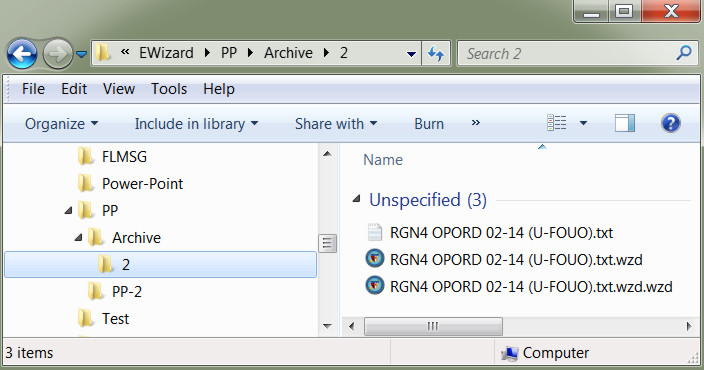 « EWizard PP Archive 2 Search 2
File Edit View Tools Help
Organize Include in library Share with Burn »
FLMSG
Power-Point
PP
Archive
2
PP-2
Test
Name
Unspecified (3)
RGN4 OPORD 02-14 (U-FOUO).txt
RGN4 OPORD 02-14 (U-FOUO).txt.wzd
RGN4 OPORD 02-14 (U-FOUO).txt.wzd.wzd
3 items Computer